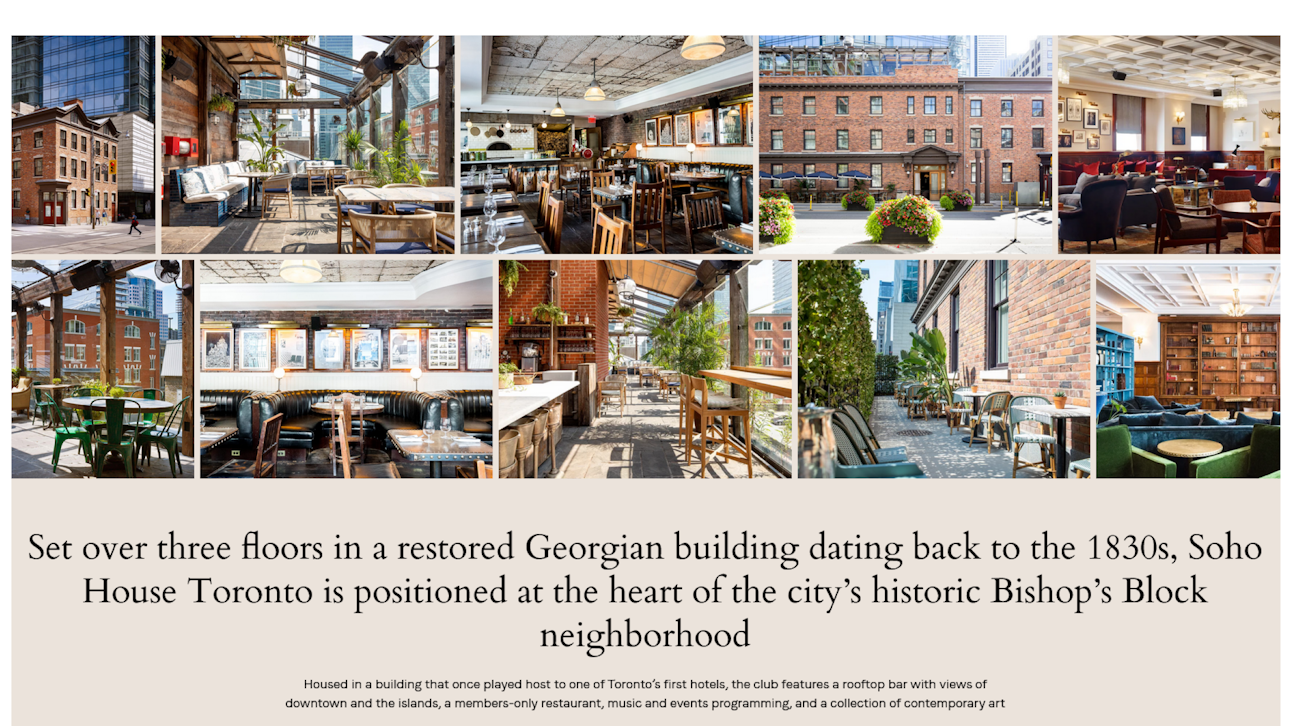 Set over three floors in a restored Georgian building dating back to the 1830s, Soho
House Toronto is positioned at the heart of the city’s historic Bishop’s Block
neighborhood
Housed in a building that once played host to one of Toronto’s first hotels, the club features a rooftop bar with views of
downtown and the islands, a members-only restaurant, music and events programming, and a collection of contemporary art